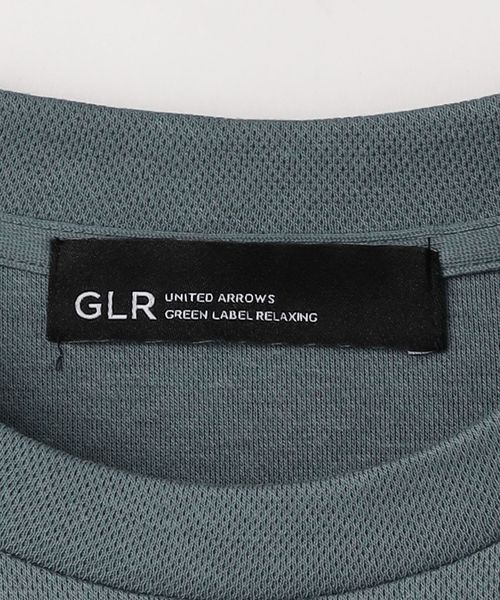 GLR
UNITED ARROWS
GREEN LABEL RELAXING